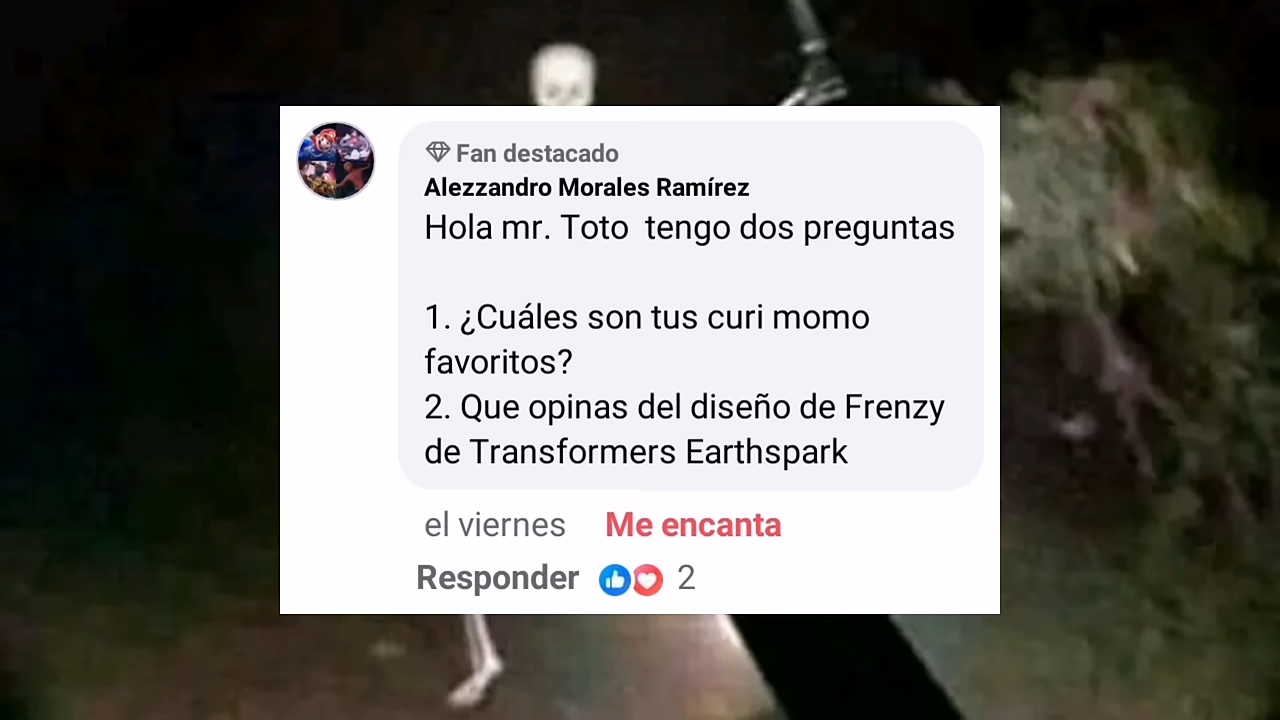 Fan destacado
Alezzandro Morales Ramírez
Hola mr. Toto tengo dos preguntas
1. ¿Cuáles son tus curi momo
favoritos?
2. Que opinas del diseño de Frenzy
de Transformers Earthspark
el viernes Me encanta
Responder 2